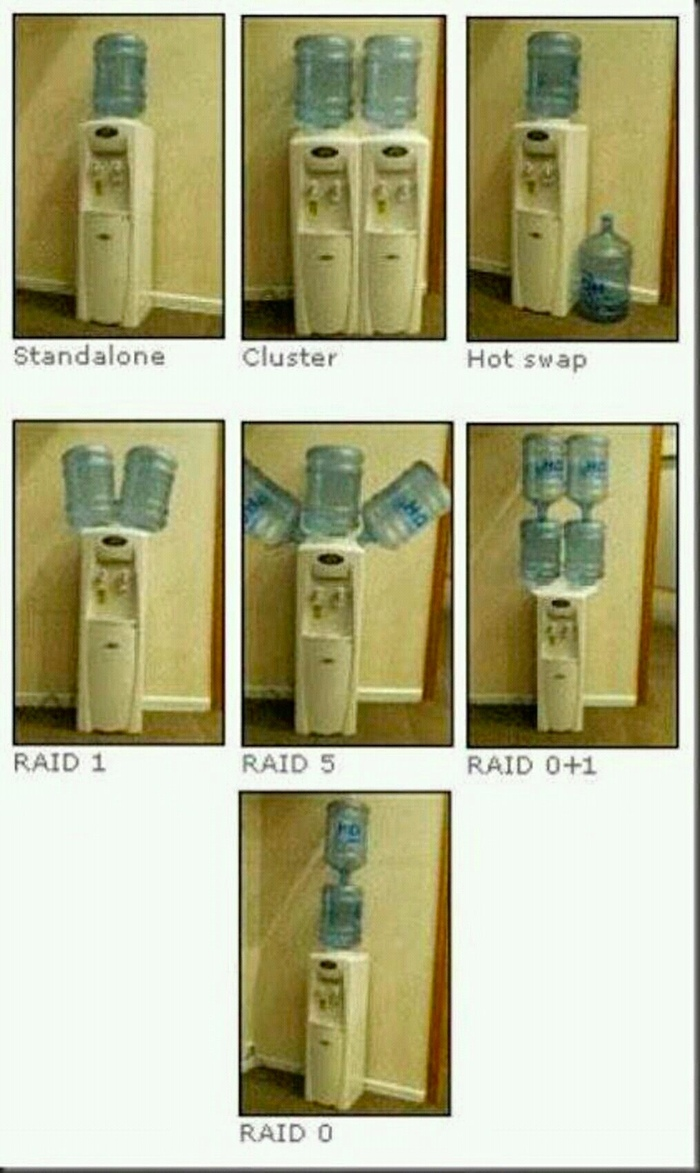 Standalone
Cluster
Hot swap
RAID 1
RAID 5
RAID 0+1
RAID 0